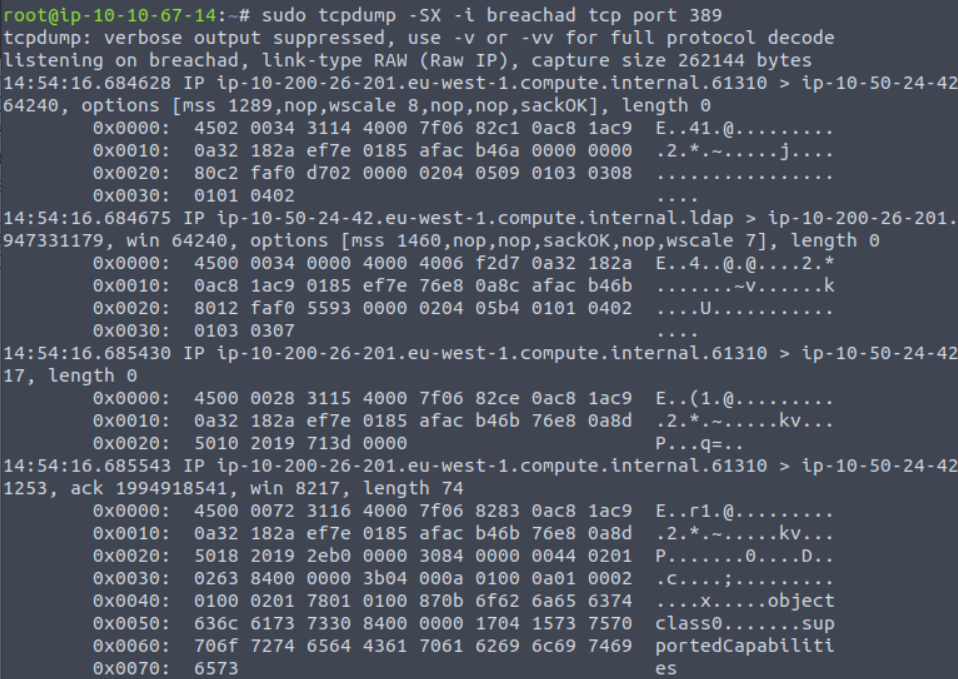 root@ip-10-10-67-14:~# sudo tcpdump -SX -i breachad tcp port 389
tcpdump: verbose output suppressed, use -v or -vv for full protocol decode
listening on breachad, link-type RAW (Raw IP), capture size 262144 bytes
14:54:16.684628 IP ip-10-200-26-201.eu-west-1.compute.internal.61310 > ip-10-50-24-42
64240, options [mss 1289,nop,wscale 8,nop,nop,sackOK], length 0
0x0000:  4502 0034 3114 4000 7f06 82c1 0ac8 1ac9  E..41.@.........
0x0010:  0a32 182a ef7e 0185 afac b46a 0000 0000  .2.*.~.....j....
0x0020:  80c2 faf0 d702 0000 0204 0509 0103 0308  ................
0x0030:  0101 0402  ....
14:54:16.684675 IP ip-10-50-24-42.eu-west-1.compute.internal.ldap > ip-10-200-26-201.
947331179, win 64240, options [mss 1460,nop,nop,sackOK,nop,wscale 7], length 0
0x0000:  4500 0034 0000 4000 4006 f2d7 0a32 182a  E..4..@.@....2.*
0x0010:  0ac8 1ac9 0185 ef7e 76e8 0a8c afac b46b  .......~v......k
0x0020:  8012 faf0 5593 0000 0204 05b4 0101 0402  ....U...........
0x0030:  0103 0307  ....
14:54:16.685430 IP ip-10-200-26-201.eu-west-1.compute.internal.61310 > ip-10-50-24-42
17, length 0
0x0000:  4500 0028 3115 4000 7f06 82ce 0ac8 1ac9  E..(1.@.........
0x0010:  0a32 182a ef7e 0185 afac b46b 76e8 0a8d  .2.*.~.....kv...
0x0020:  5010 2019 713d 0000  P...q=..
14:54:16.685543 IP ip-10-200-26-201.eu-west-1.compute.internal.61310 > ip-10-50-24-42
1253, ack 1994918541, win 8217, length 74
0x0000:  4500 0072 3116 4000 7f06 8283 0ac8 1ac9  E..r1.@.........
0x0010:  0a32 182a ef7e 0185 afac b46b 76e8 0a8d  .2.*.~.....kv...
0x0020:  5018 2019 2eb0 0000 3084 0000 0044 0201  P.......0....D..
0x0030:  0263 8400 0000 3b04 000a 0100 0a01 0002  .c....;.........
0x0040:  0100 0201 7801 0100 870b 6f62 6a65 6374  ....x.....object
0x0050:  636c 6173 7330 8400 0000 1704 1573 7570  class0.......sup
0x0060:  706f 7274 6564 4361 7061 6269 6c69 7469  portedCapabiliti
0x0070:  6573  es